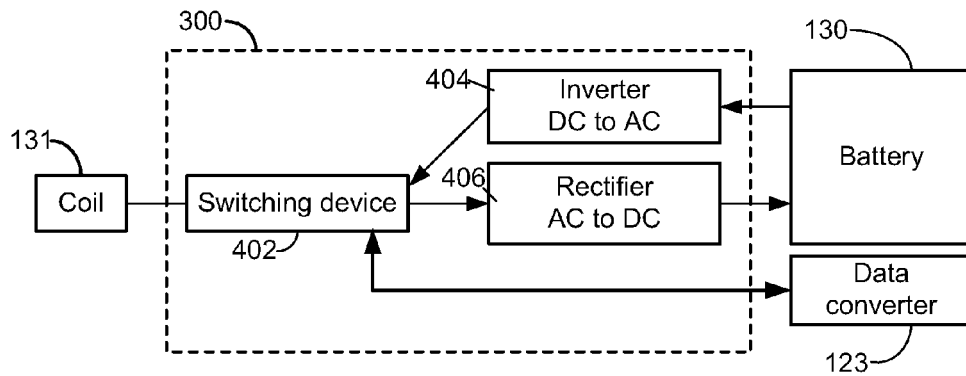 300
130
404
Inverter
DC to AC
131
Battery
406
Rectifier
AC to DC
Coil
Switching device
402
Data
converter
123